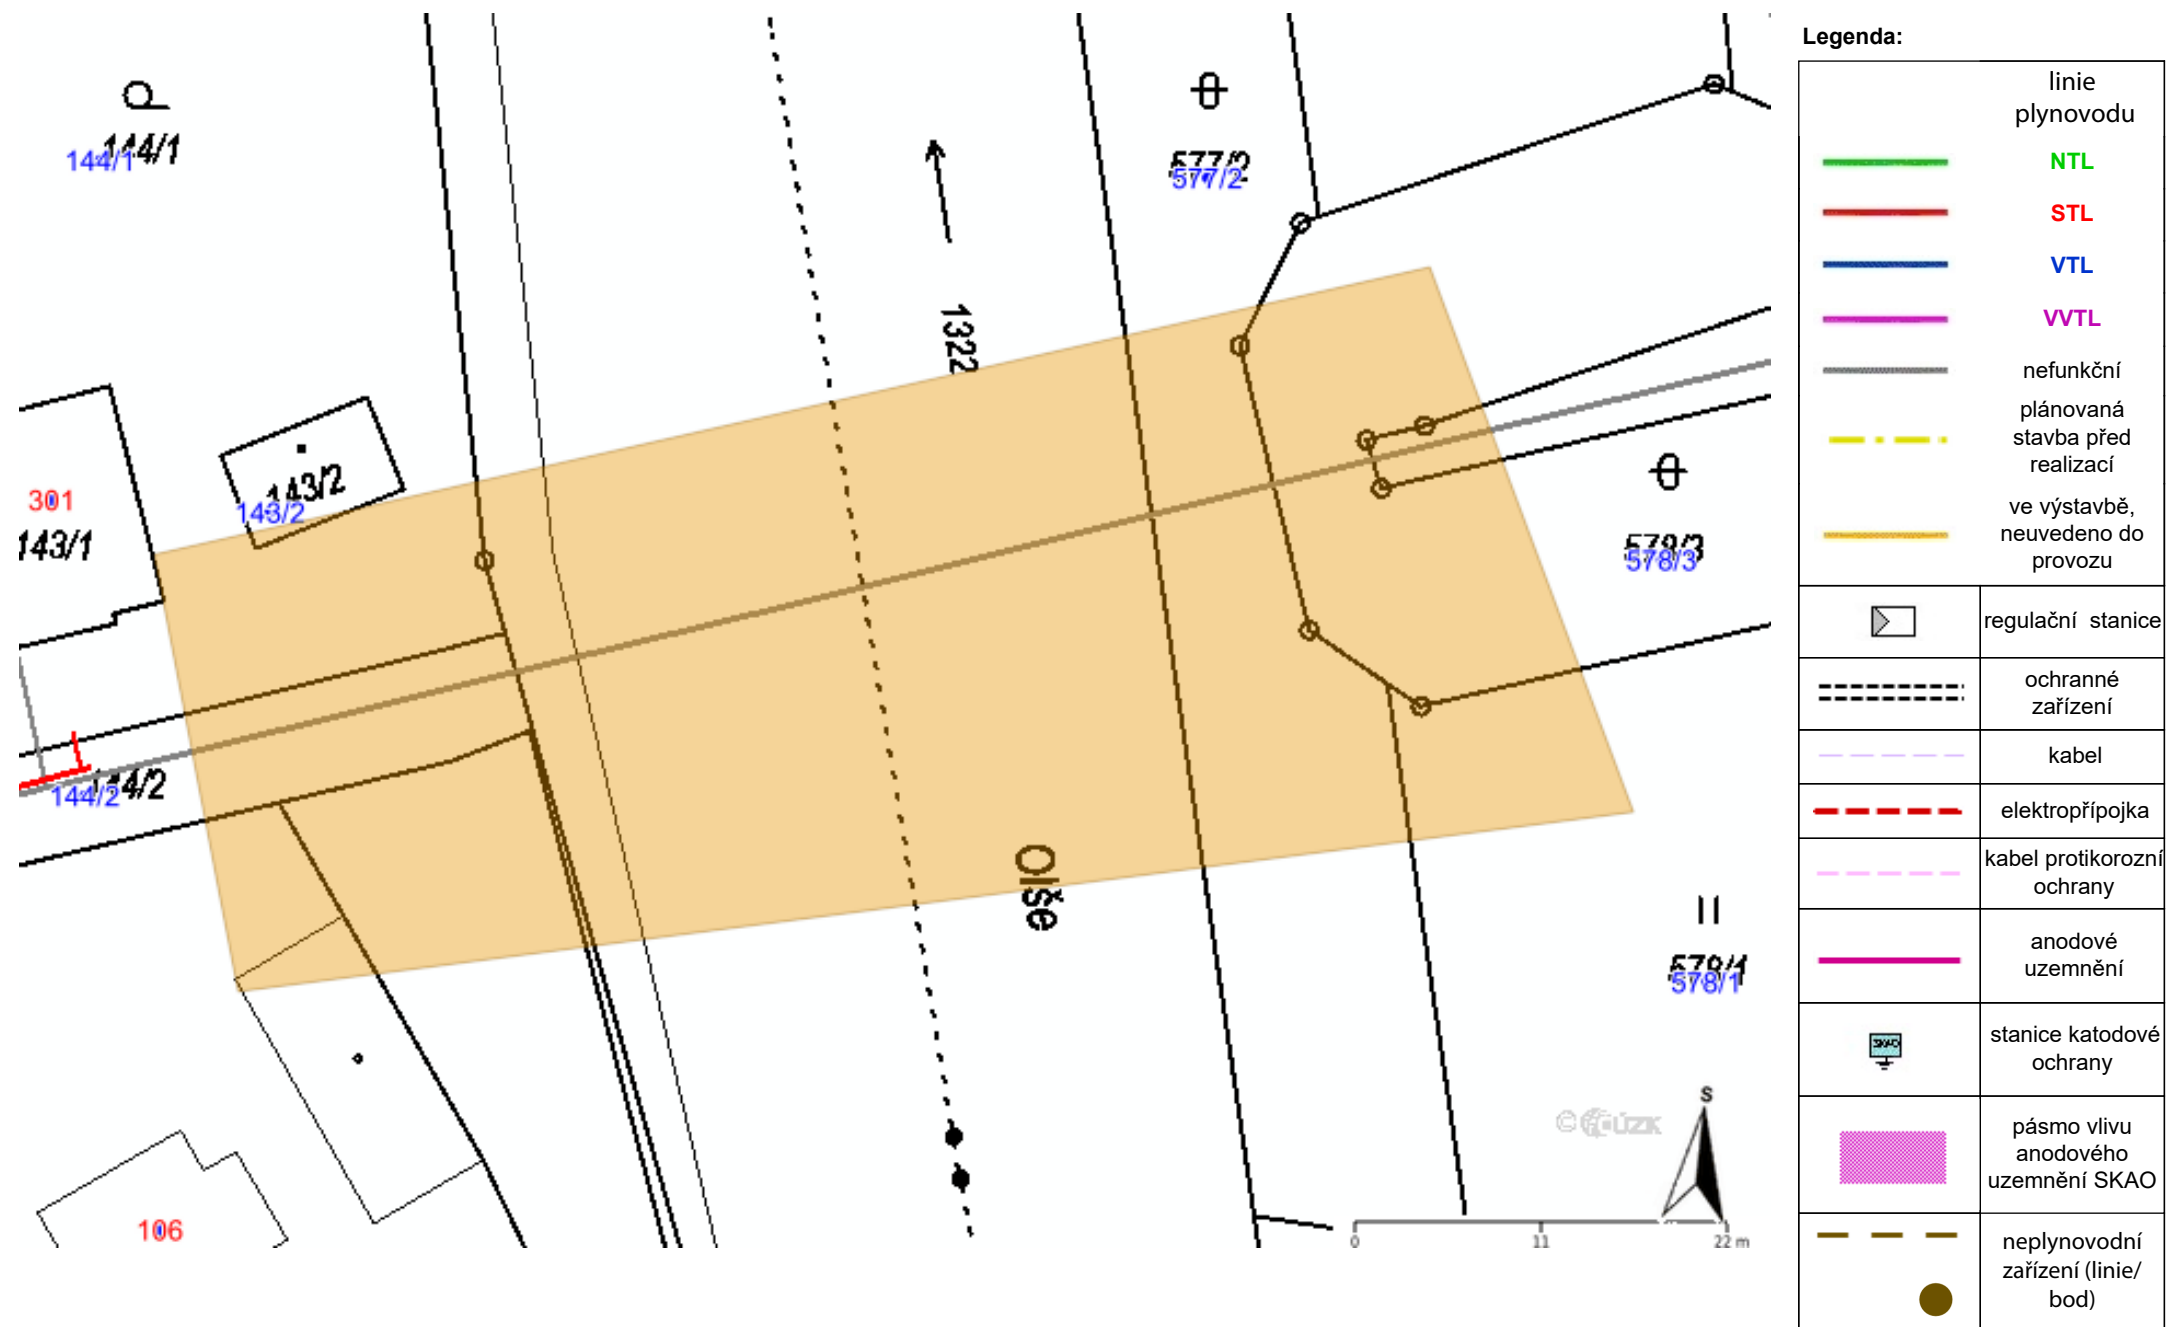 144/1
144/1
577/2
577/2
1322
143/2
143/2
301
143/1
578/3
578/3
144/2
144/2
Olše
578/1
578/1
106
S
0 11 22 m
Legenda:
linie
plynovodu
NTL
STL
VTL
VVTL
nefunkční
plánovaná
stavba před
realizací
ve výstavbě,
neuvedeno do
provozu
regulační stanice
ochranné
zařízení
kabel
elektropřípojka
kabel protikorozní
ochrany
anodové
uzemnění
SKAO
stanice katodové
ochrany
pásmo vlivu
anodového
uzemnění SKAO
neplynovodní
zařízení (linie/
bod)